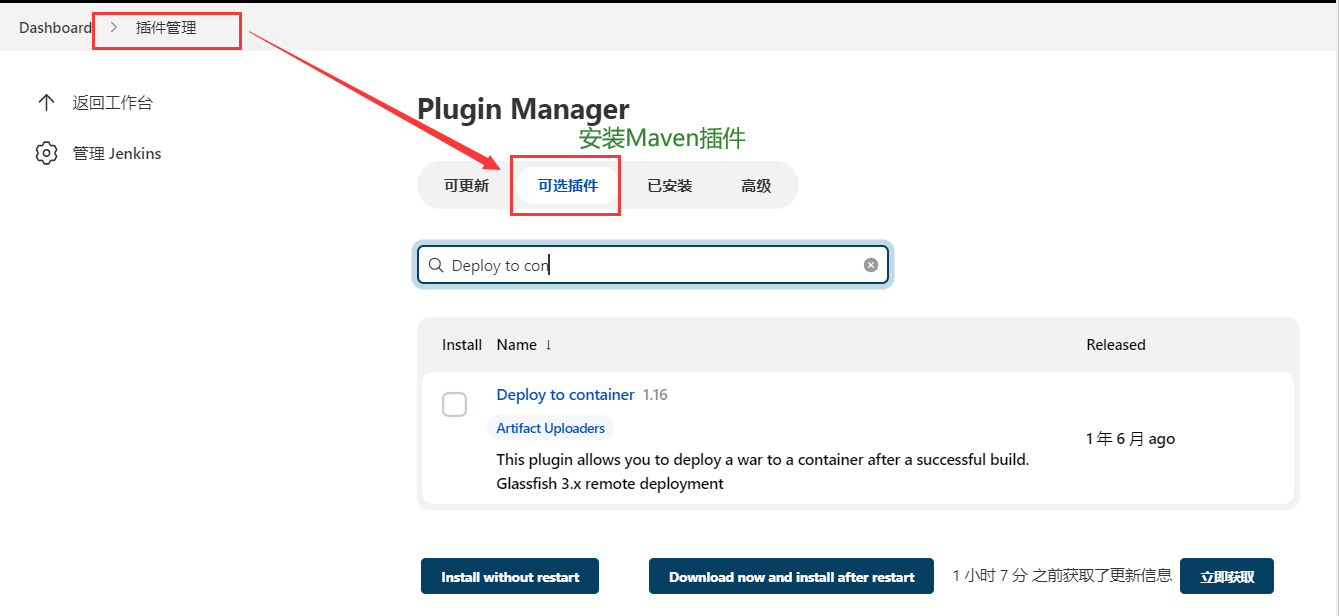 Dashboard > 插件管理
返回工作台
管理 Jenkins
Plugin Manager
安装Maven插件
可更新 可选插件 已安装 高级
Deploy to con
Install Name ↓ Released
Deploy to container 1.16
Artifact Uploaders
1 年 6 月 ago
This plugin allows you to deploy a war to a container after a successful build.
Glassfish 3.x remote deployment
Install without restart Download now and install after restart 1 小时 7 分 之前获取了更新信息 立即获取